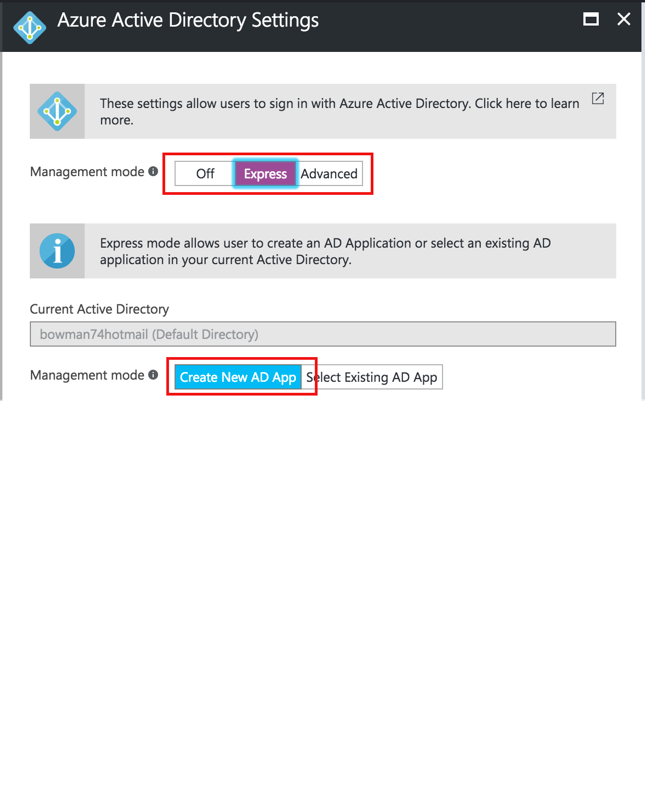 Azure Active Directory Settings
These settings allow users to sign in with Azure Active Directory. Click here to learn
more.
Management mode Off Express Advanced
Express mode allows user to create an AD Application or select an existing AD
application in your current Active Directory.
Current Active Directory
bowman74hotmail (Default Directory)
Management mode Create New AD App Select Existing AD App